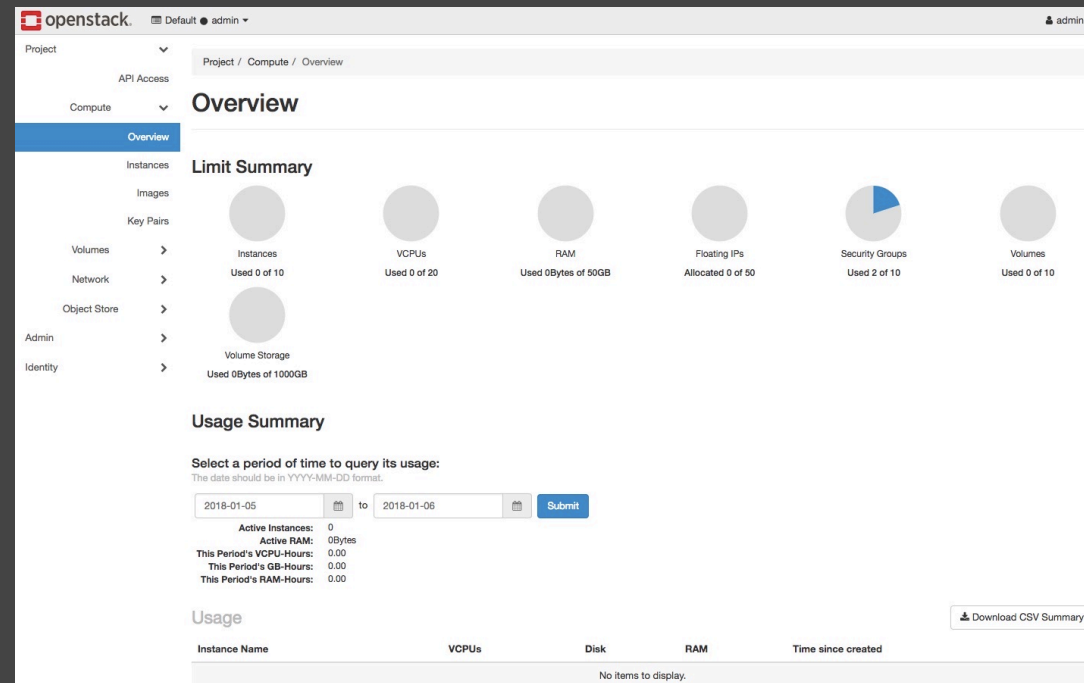 openstack. Default ● admin
admin
Project
API Access
Compute
Overview
Instances
Images
Key Pairs
Volumes
Network
Object Store
Admin
Identity
Project / Compute / Overview
Overview
Limit Summary
Instances
Used 0 of 10
VCPUs
Used 0 of 20
RAM
Used 0Bytes of 50GB
Floating IPs
Allocated 0 of 50
Security Groups
Used 2 of 10
Volumes
Used 0 of 10
Volume Storage
Used 0Bytes of 1000GB
Usage Summary
Select a period of time to query its usage:
The date should be in YYYY-MM-DD format.
2018-01-05 to 2018-01-06 Submit
Active Instances: 0
Active RAM: 0Bytes
This Period's VCPU-Hours: 0.00
This Period's GB-Hours: 0.00
This Period's RAM-Hours: 0.00
Usage
Download CSV Summary
Instance Name VCPUs Disk RAM Time since created
No items to display.